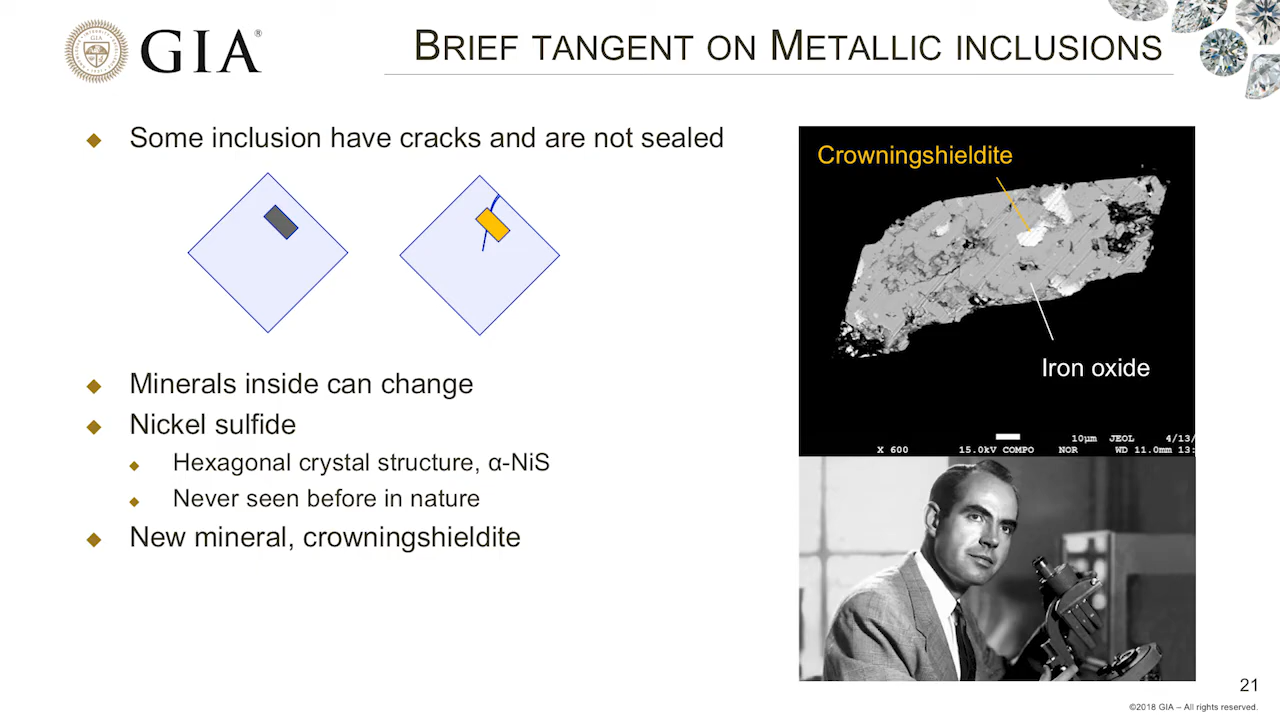 GIA®
BRIEF TANGENT ON METALLIC INCLUSIONS
Some inclusion have cracks and are not sealed
Minerals inside can change
Nickel sulfide
Hexagonal crystal structure, α-NiS
Never seen before in nature
New mineral, crowningshieldite
Crowningshieldite
Iron oxide
10μm JEOL 4/13/
X 600 15.0kV COMPO NOR WD 11.0mm 13:
21
©2018 GIA – All rights reserved.